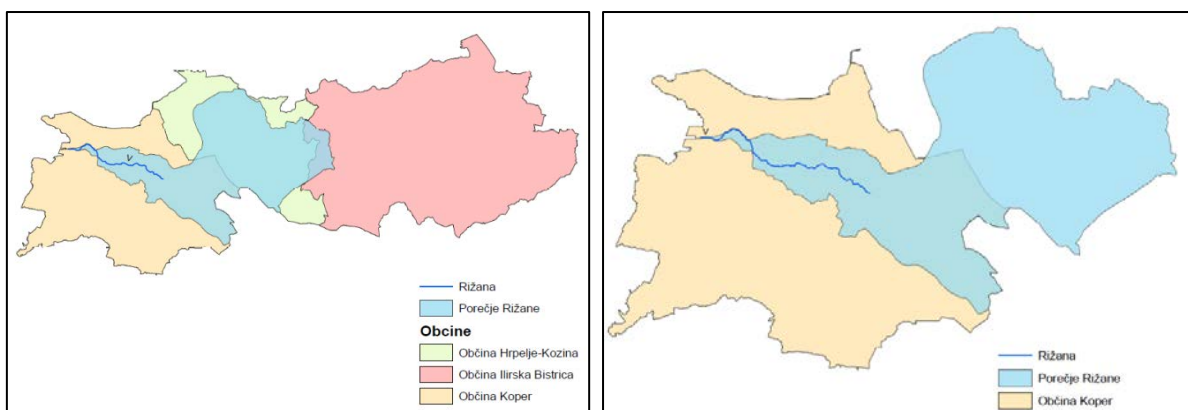 v
Rižana
Porečje Rižane
Obcine
Občina Hrpelje-Kozina
Občina Ilirska Bistrica
Občina Koper
v
Rižana
Porečje Rižane
Občina Koper